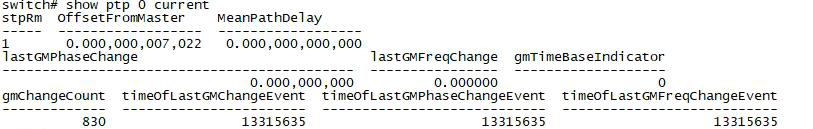 switch# show ptp 0 current
stpRm  OffsetFromMaster  MeanPathDelay
-----  ------------------  ------------------
1  0.000,000,007,022  0.000,000,000,000
lastGMPhaseChange  lastGMFreqChange  gmTimeBaseIndicator
-----------------------------------------------  ----------------  -------------------
0.000,000,000  0.000000  0
gmChangeCount  timeOfLastGMChangeEvent  timeOfLastGMPhaseChangeEvent  timeOfLastGMFreqChangeEvent
-------------  -----------------------  ----------------------------  ---------------------------
830  13315635  13315635  13315635